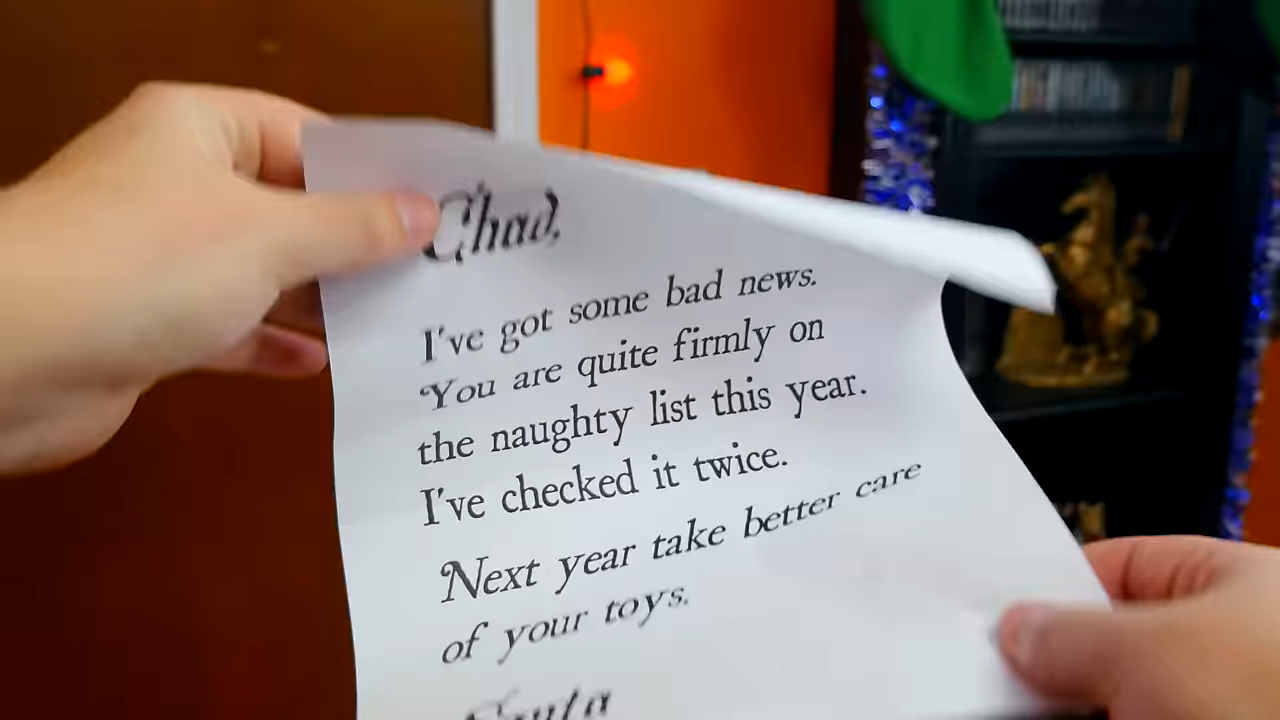 Chad,
I've got some bad news.
You are quite firmly on
the naughty list this year.
I've checked it twice.
Next year take better care
of your toys.
Santa